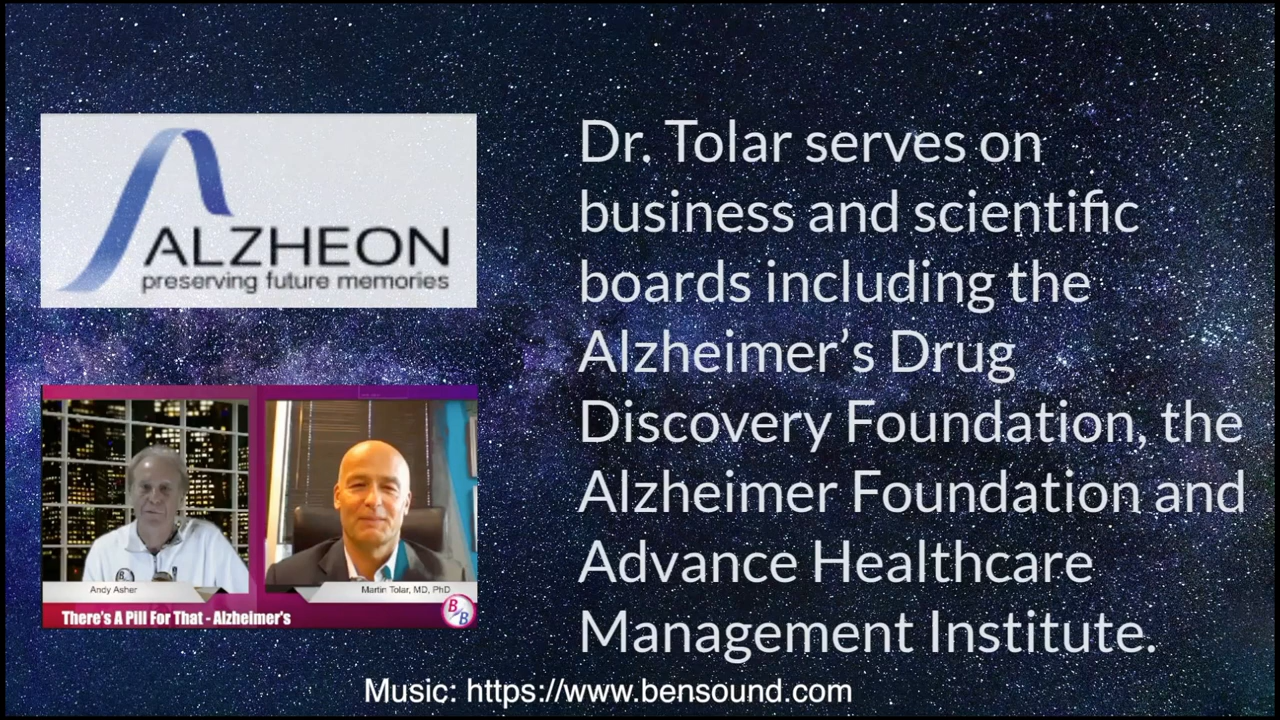 ALZHEON
preserving future memories
Andy Asher
Martin Tolar, MD, PhD
There's A Pill For That - Alzheimer's
B/B
Dr. Tolar serves on
business and scientific
boards including the
Alzheimer’s Drug
Discovery Foundation, the
Alzheimer Foundation and
Advance Healthcare
Management Institute.
Music: https://www.bensound.com